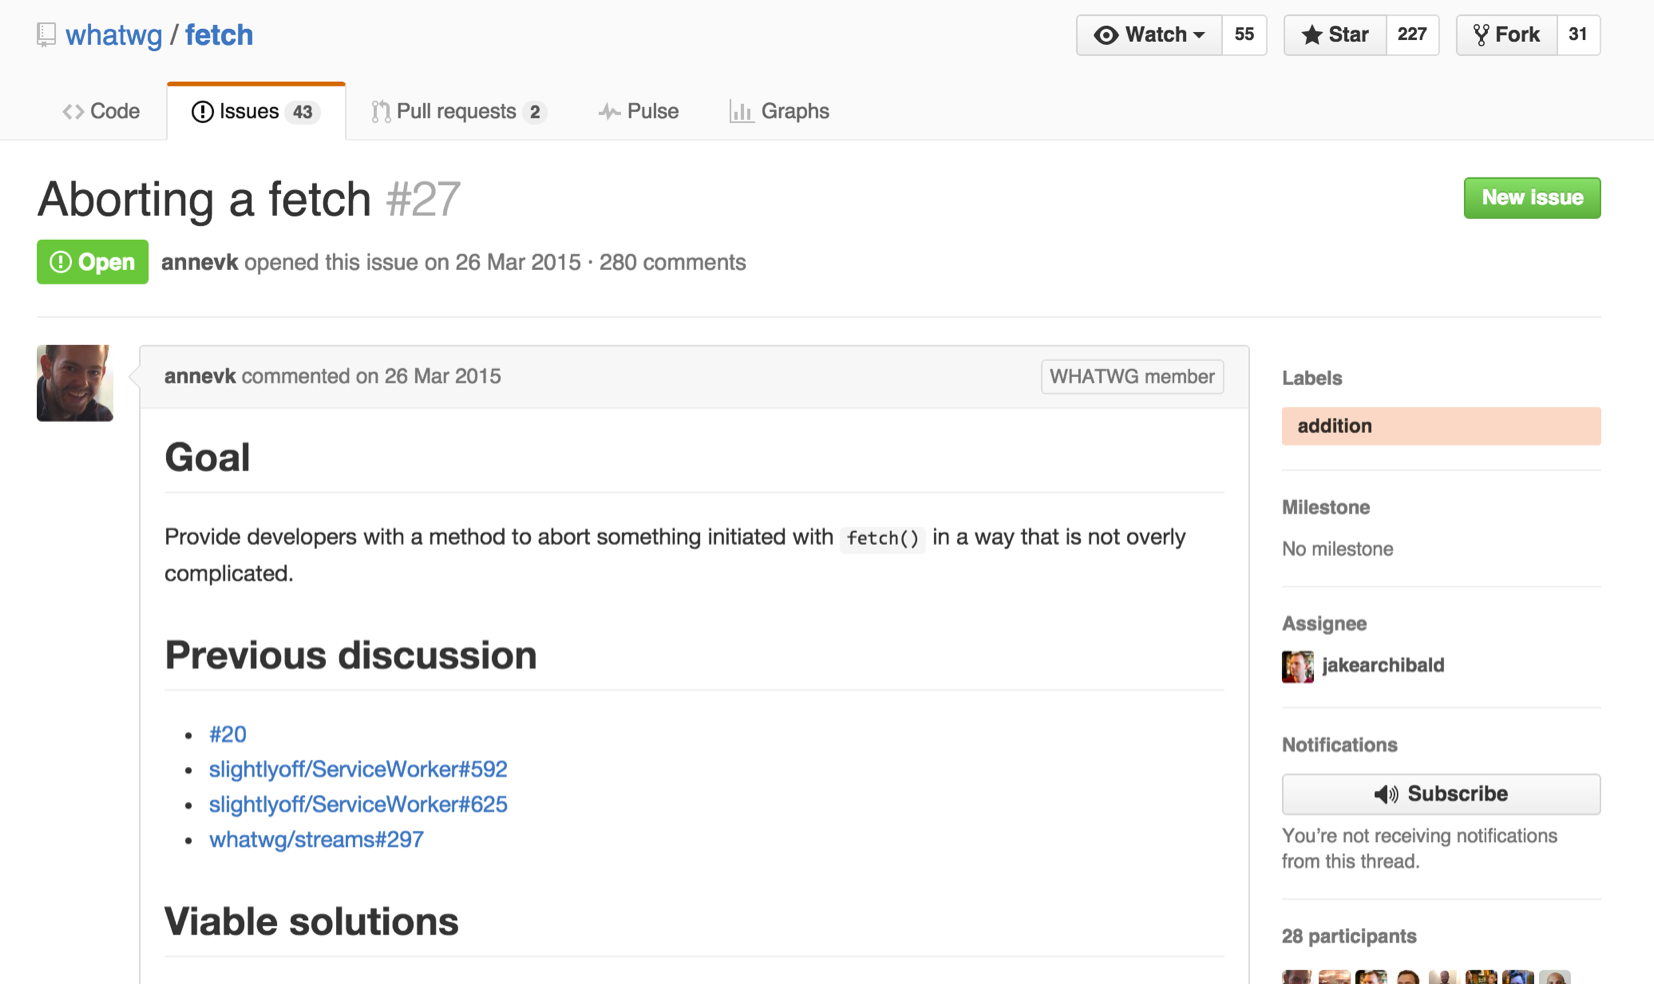 whatwg / fetch
Watch 55 Star 227 Fork 31
Code Issues 43 Pull requests 2 Pulse Graphs
Aborting a fetch #27
New issue
Open annevk opened this issue on 26 Mar 2015 · 280 comments
annevk commented on 26 Mar 2015 WHATWG member
Goal
Provide developers with a method to abort something initiated with fetch() in a way that is not overly
complicated.
Previous discussion
• #20
• slightlyoff/ServiceWorker#592
• slightlyoff/ServiceWorker#625
• whatwg/streams#297
Viable solutions
Labels
addition
Milestone
No milestone
Assignee
jakearchibald
Notifications
Subscribe
You’re not receiving notifications
from this thread.
28 participants